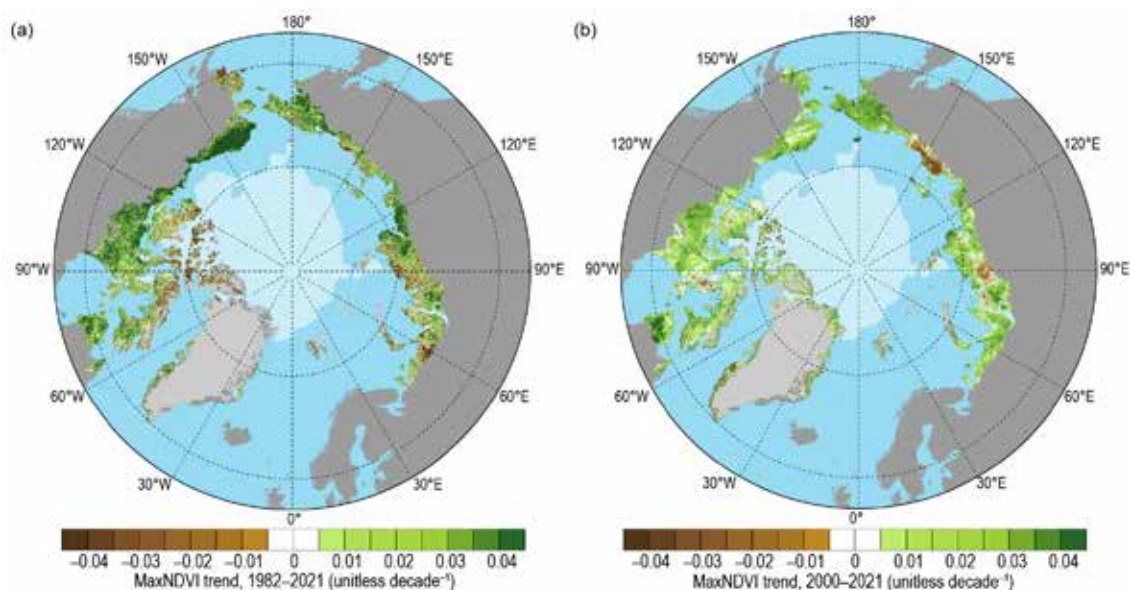 (a)
180°
150°W
150°E
120°W
120°E
90°W
90°E
60°W
60°E
30°W
30°E
0°
−0.04 −0.03 −0.02 −0.01 0 0.01 0.02 0.03 0.04
MaxNDVI trend, 1982–2021 (unitless decade⁻¹)
(b)
180°
150°W
150°E
120°W
120°E
90°W
90°E
60°W
60°E
30°W
30°E
0°
−0.04 −0.03 −0.02 −0.01 0 0.01 0.02 0.03 0.04
MaxNDVI trend, 2000–2021 (unitless decade⁻¹)